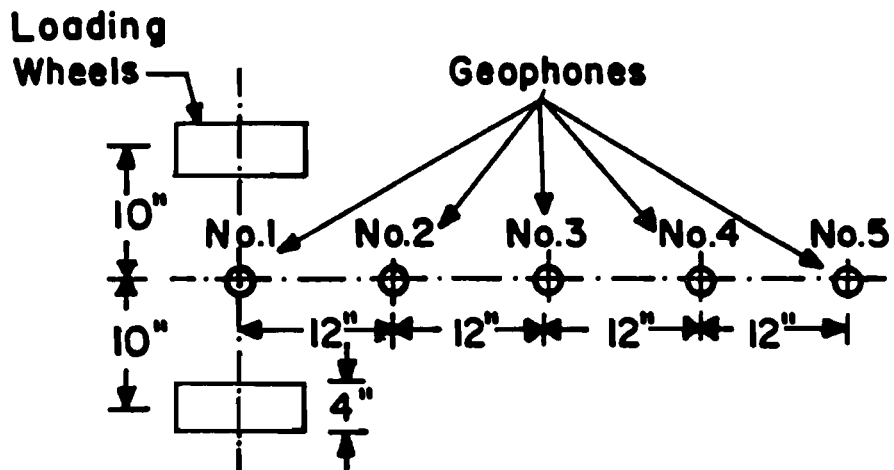 Loading
Wheels
Geophones
10"
No.1
No.2
No.3
No.4
No.5
10"
12"
12"
12"
12"
4"